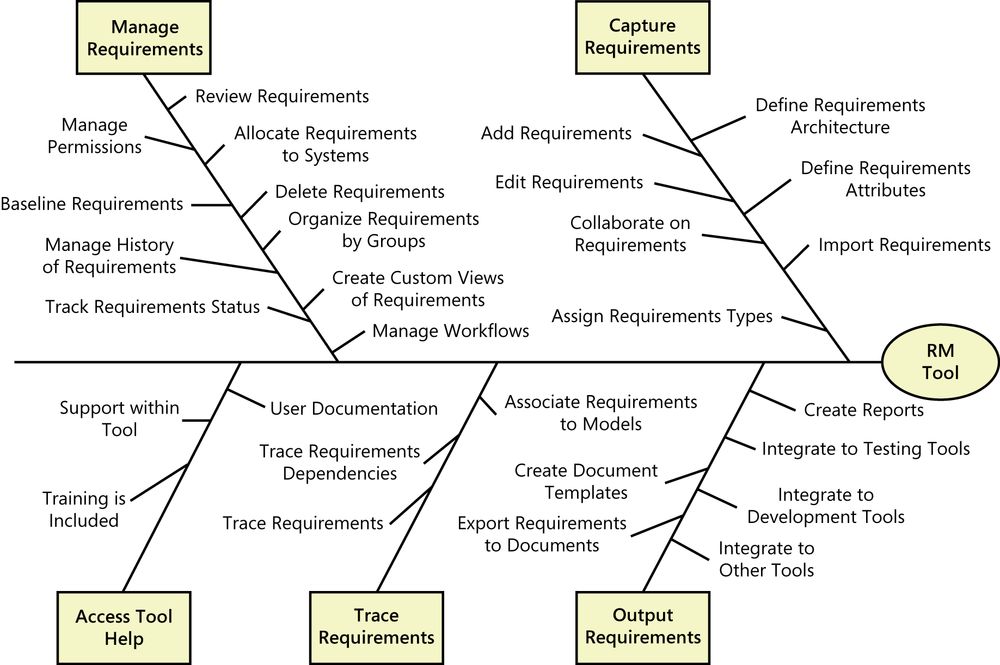 Manage
Requirements
Capture
Requirements
Review Requirements
Manage
Permissions
Allocate Requirements
to Systems
Baseline Requirements
Delete Requirements
Organize Requirements
by Groups
Manage History
of Requirements
Create Custom Views
of Requirements
Track Requirements Status
Manage Workflows
Define Requirements
Architecture
Add Requirements
Define Requirements
Attributes
Edit Requirements
Collaborate on
Requirements
Import Requirements
Assign Requirements Types
RM
Tool
Support within
Tool
User Documentation
Training is
Included
Associate Requirements
to Models
Trace Requirements
Dependencies
Trace Requirements
Create Reports
Integrate to Testing Tools
Create Document
Templates
Integrate to
Development Tools
Export Requirements
to Documents
Integrate to
Other Tools
Access Tool
Help
Trace
Requirements
Output
Requirements